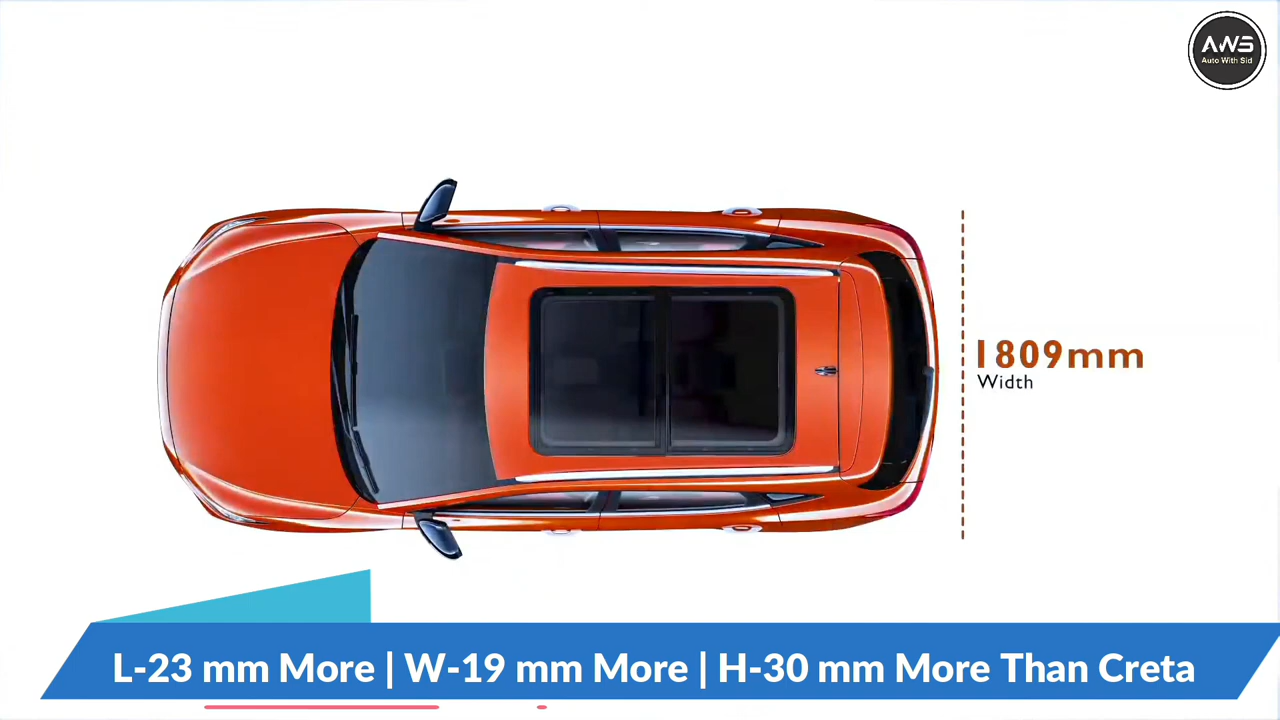 AWS
Auto With Sid
1809mm
Width
L-23 mm More | W-19 mm More | H-30 mm More Than Creta